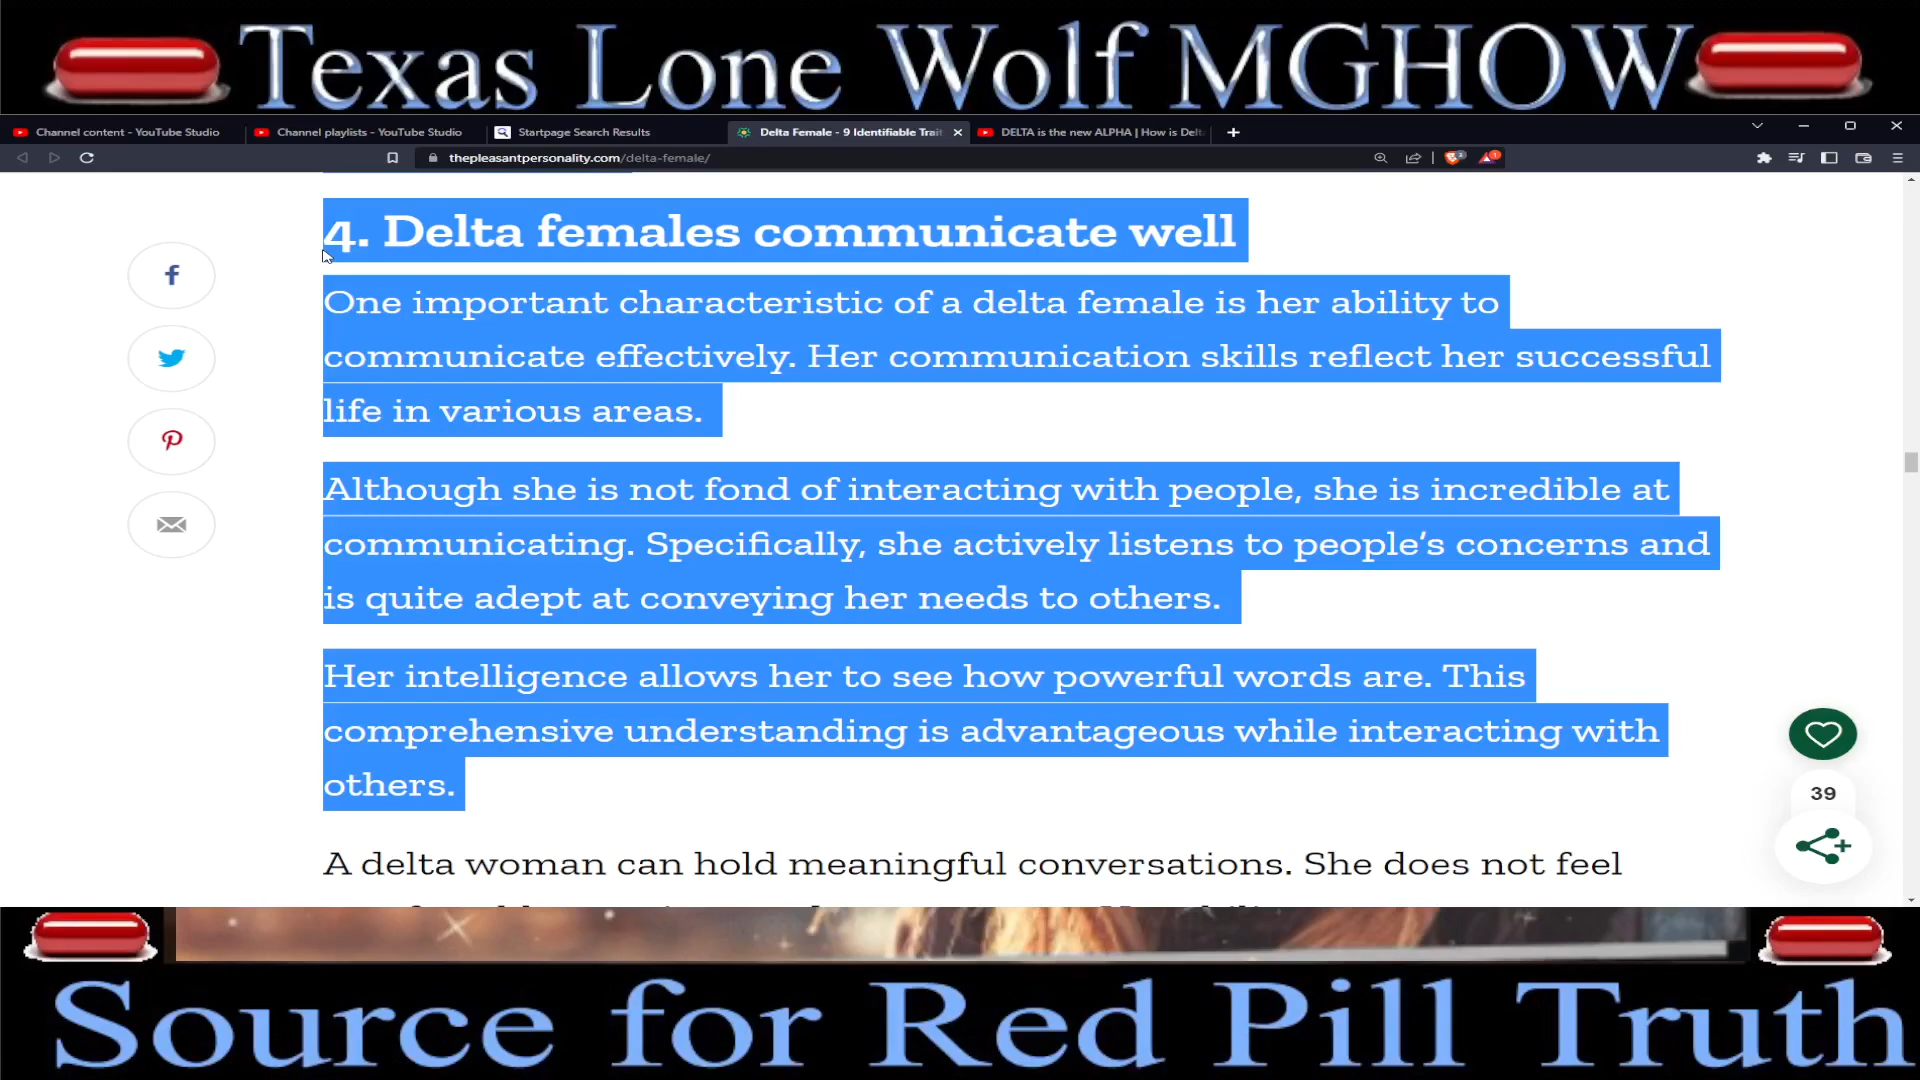 Texas Lone Wolf MGHOW
Channel content - YouTube Studio
Channel playlists - YouTube Studio
Startpage Search Results
Delta Female - 9 Identifiable Trait
DELTA is the new ALPHA | How is Delt
thepleasantpersonality.com/delta-female/
4. Delta females communicate well
One important characteristic of a delta female is her ability to
communicate effectively. Her communication skills reflect her successful
life in various areas.
Although she is not fond of interacting with people, she is incredible at
communicating. Specifically, she actively listens to people's concerns and
is quite adept at conveying her needs to others.
Her intelligence allows her to see how powerful words are. This
comprehensive understanding is advantageous while interacting with
others.
39
A delta woman can hold meaningful conversations. She does not feel
Source for Red Pill Truth